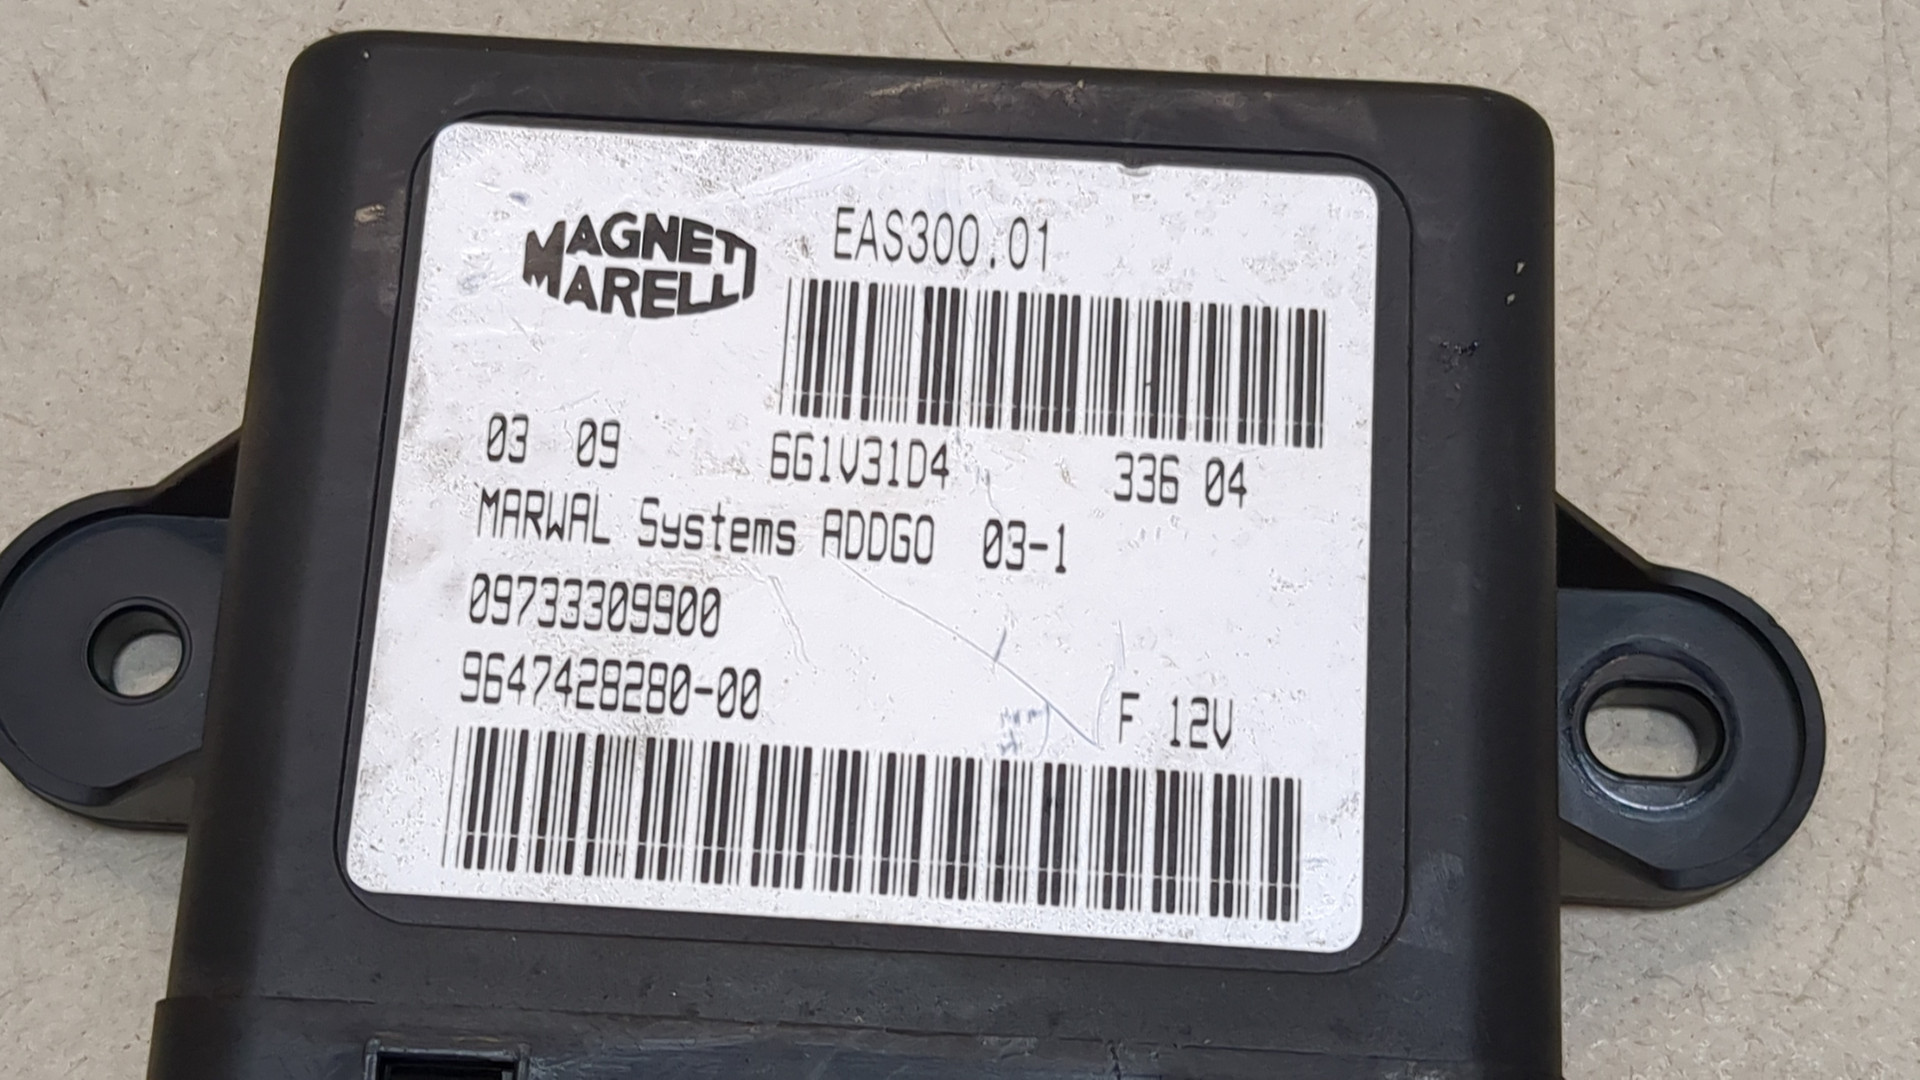 MAGNETI
MARELLI
EAS300.01
03 09 6G1V31D4 336 04
MARWAL Systems ADDGO 03-1
09733309900
9647428280-00
F 12V